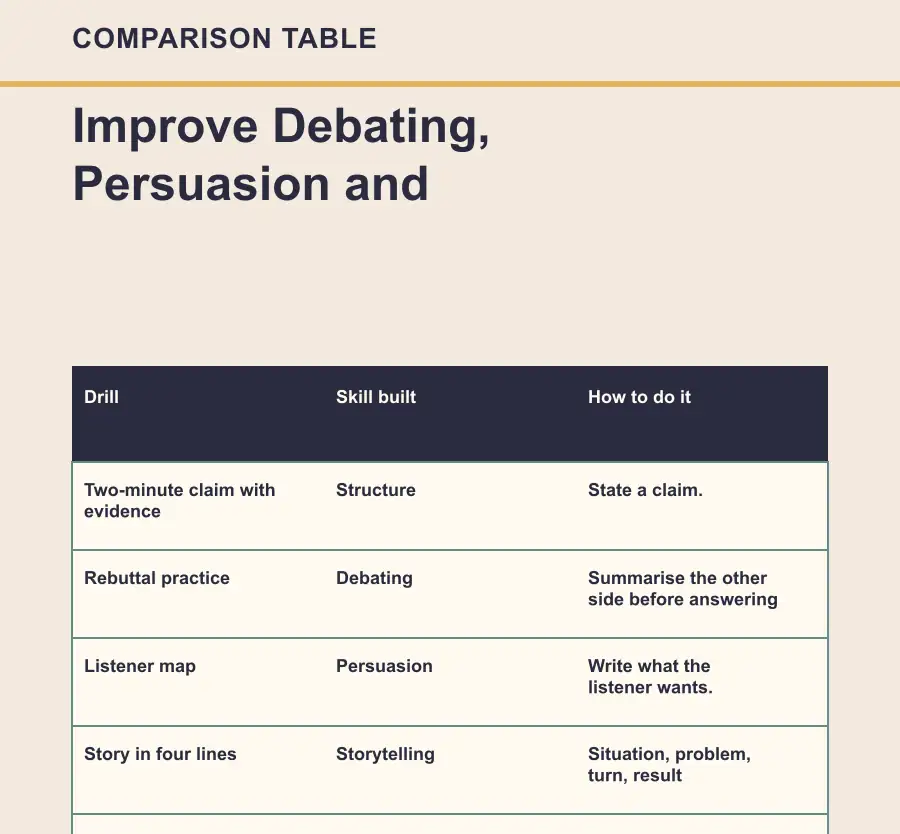 COMPARISON TABLE
Improve Debating,
Persuasion and
Drill Skill built How to do it
Two-minute claim with
evidence
Structure
State a claim.
Rebuttal practice
Debating
Summarise the other
side before answering
Listener map
Persuasion
Write what the
listener wants.
Story in four lines
Storytelling
Situation, problem,
turn, result